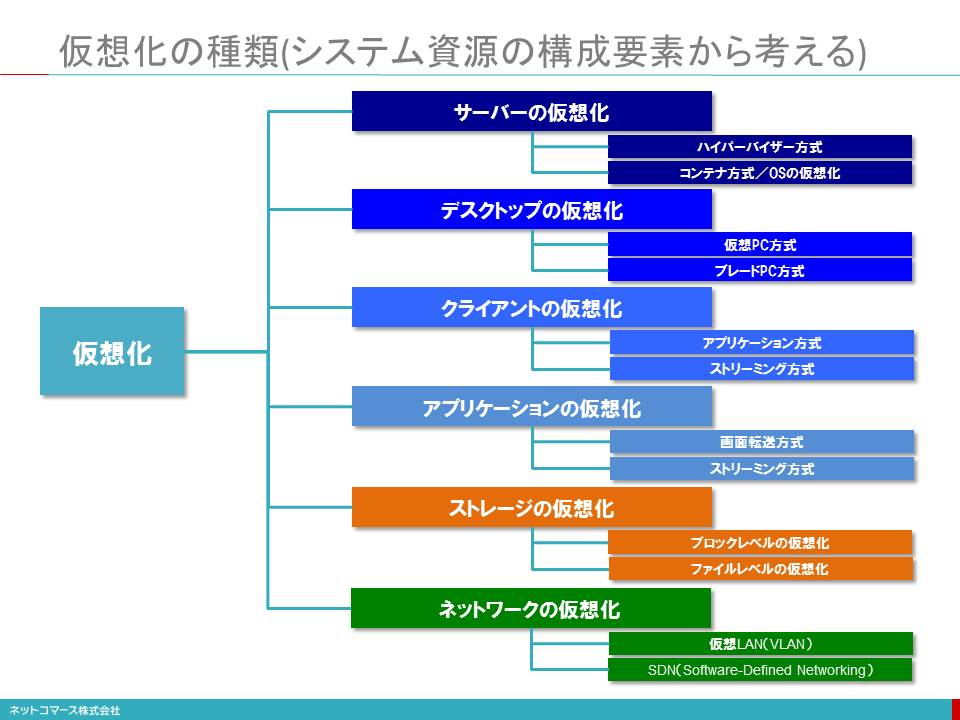 仮想化の種類(システム資源の構成要素から考える)
仮想化
サーバーの仮想化
ハイパーバイザー方式
コンテナ方式／OSの仮想化
デスクトップの仮想化
仮想PC方式
ブレードPC方式
クライアントの仮想化
アプリケーション方式
ストリーミング方式
アプリケーションの仮想化
画面転送方式
ストリーミング方式
ストレージの仮想化
ブロックレベルの仮想化
ファイルレベルの仮想化
ネットワークの仮想化
仮想LAN（VLAN）
SDN（Software-Defined Networking）
ネットコマース株式会社